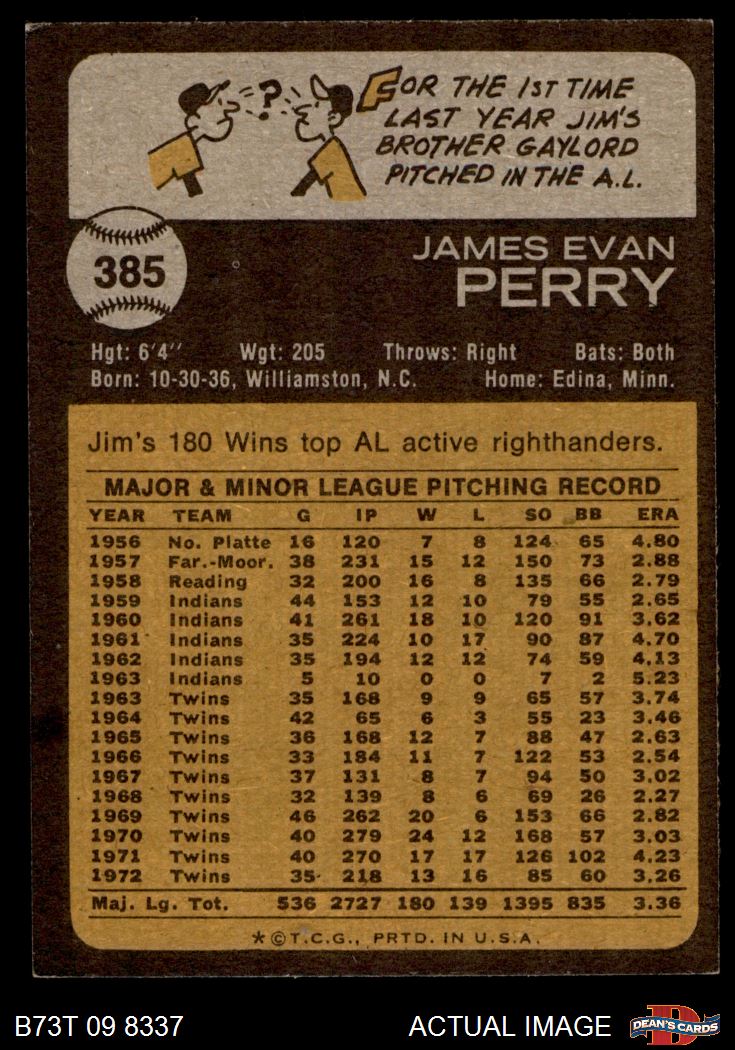 ?
FOR THE 1ST TIME
LAST YEAR JIM'S
BROTHER GAYLORD
PITCHED IN THE A.L.
385
JAMES EVAN
PERRY
Hgt: 6'4" Wgt: 205 Throws: Right Bats: Both
Born: 10-30-36, Williamston, N.C. Home: Edina, Minn.
Jim's 180 Wins top AL active righthanders.
MAJOR & MINOR LEAGUE PITCHING RECORD
YEAR TEAM G IP W L SO BB ERA
1956 No. Platte 16 120 7 8 124 65 4.80
1957 Far.-Moor. 38 231 15 12 150 73 2.88
1958 Reading 32 200 16 8 135 66 2.79
1959 Indians 44 153 12 10 79 55 2.65
1960 Indians 41 261 18 10 120 91 3.62
1961 Indians 35 224 10 17 90 87 4.70
1962 Indians 35 194 12 12 74 59 4.13
1963 Indians 5 10 0 0 7 2 5.23
1963 Twins 35 168 9 9 65 57 3.74
1964 Twins 42 65 6 3 55 23 3.46
1965 Twins 36 168 12 7 88 47 2.63
1966 Twins 33 184 11 7 122 53 2.54
1967 Twins 37 131 8 7 94 50 3.02
1968 Twins 32 139 8 6 69 26 2.27
1969 Twins 46 262 20 6 153 66 2.82
1970 Twins 40 279 24 12 168 57 3.03
1971 Twins 40 270 17 17 126 102 4.23
1972 Twins 35 218 13 16 85 60 3.26
Maj. Lg. Tot. 536 2727 180 139 1395 835 3.36
*©T.C.G., PRTD. IN U.S.A.
B73T 09 8337 ACTUAL IMAGE D DEAN'S CARDS